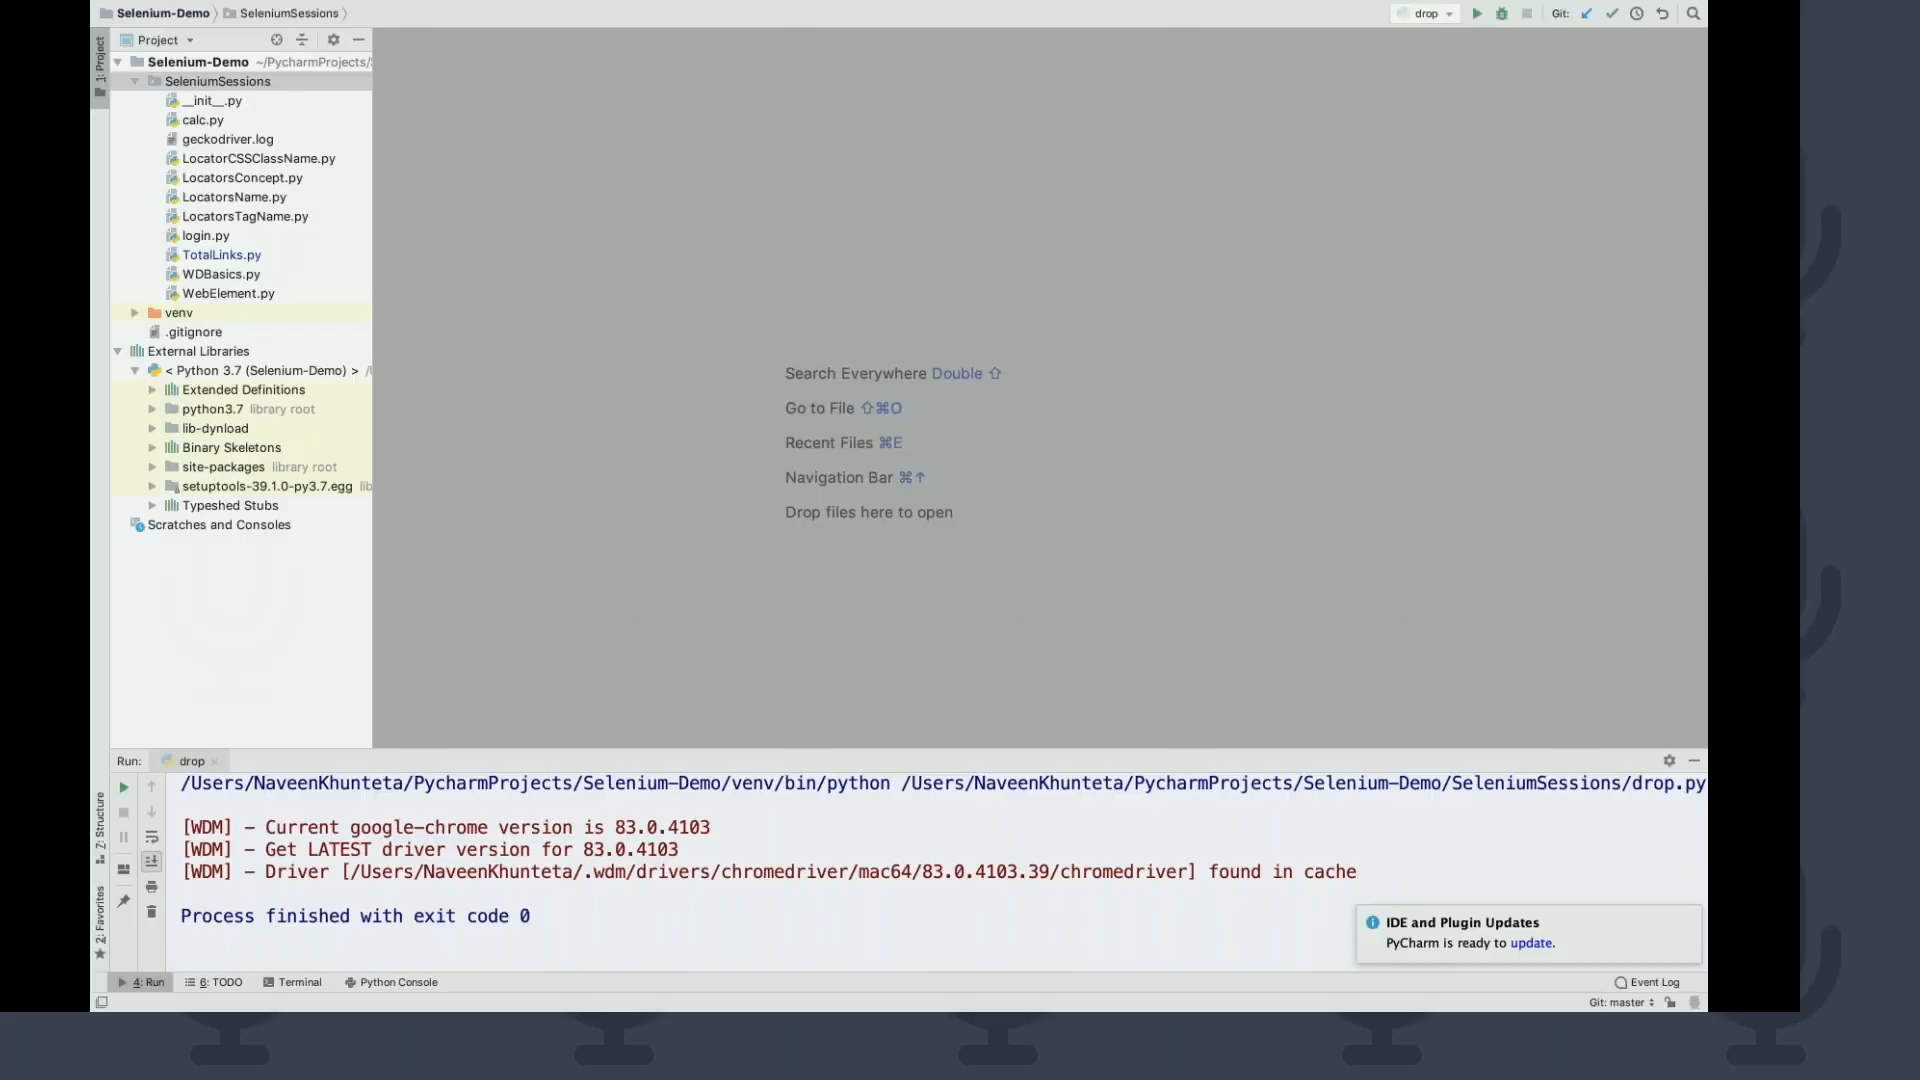 Selenium-Demo SeleniumSessions
drop Git:
1: Project
Project
Selenium-Demo ~/PycharmProjects/
SeleniumSessions
__init__.py
calc.py
geckodriver.log
LocatorCSSClassName.py
LocatorsConcept.py
LocatorsName.py
LocatorsTagName.py
login.py
TotalLinks.py
WDBasics.py
WebElement.py
venv
.gitignore
External Libraries
< Python 3.7 (Selenium-Demo) >
Extended Definitions
python3.7 library root
lib-dynload
Binary Skeletons
site-packages library root
setuptools-39.1.0-py3.7.egg lib
Typeshed Stubs
Scratches and Consoles
Search Everywhere Double ⇧
Go to File ⇧⌘O
Recent Files ⌘E
Navigation Bar ⌘↑
Drop files here to open
Run: drop
/Users/NaveenKhunteta/PycharmProjects/Selenium-Demo/venv/bin/python /Users/NaveenKhunteta/PycharmProjects/Selenium-Demo/SeleniumSessions/drop.py
[WDM] - Current google-chrome version is 83.0.4103
[WDM] - Get LATEST driver version for 83.0.4103
[WDM] - Driver [/Users/NaveenKhunteta/.wdm/drivers/chromedriver/mac64/83.0.4103.39/chromedriver] found in cache
Process finished with exit code 0
Z: Structure
2: Favorites
IDE and Plugin Updates
PyCharm is ready to update.
4: Run 6: TODO Terminal Python Console Event Log
Git: master